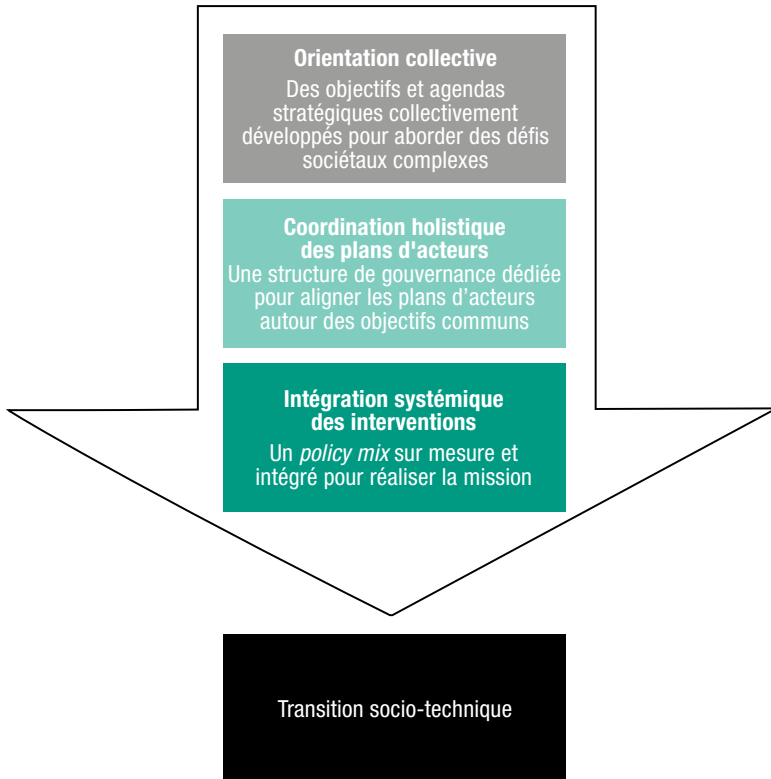 Orientation collective
Des objectifs et agendas
stratégiques collectivement
développés pour aborder des défis
sociétaux complexes
Coordination holistique
des plans d'acteurs
Une structure de gouvernance dédiée
pour aligner les plans d’acteurs
autour des objectifs communs
Intégration systémique
des interventions
Un policy mix sur mesure et
intégré pour réaliser la mission
Transition socio-technique